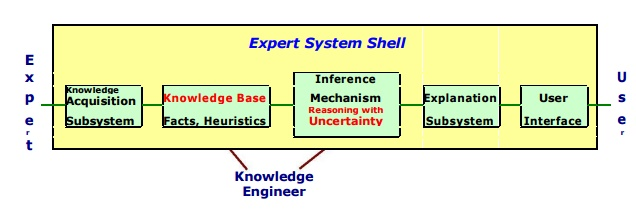 Expert System Shell
Expert
User
Knowledge
Acquisition
Subsystem
Knowledge Base
Facts, Heuristics
Inference
Mechanism
Reasoning with
Uncertainty
Explanation
Subsystem
User
Interface
Knowledge
Engineer